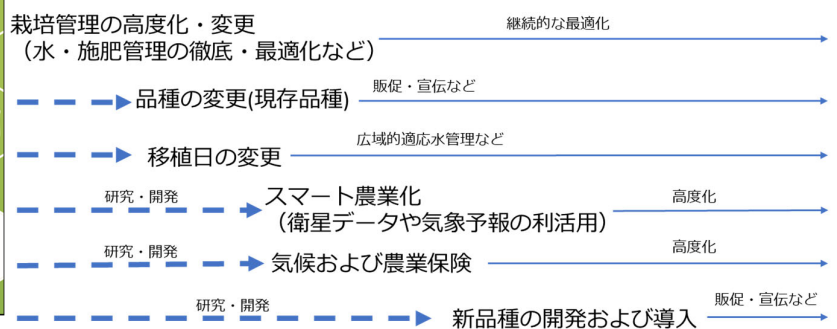 栽培管理の高度化・変更
（水・施肥管理の徹底・最適化など）
継続的な最適化
品種の変更(現存品種)
販促・宣伝など
移植日の変更
広域的適応水管理など
研究・開発
スマート農業化
（衛星データや気象予報の利活用）
高度化
研究・開発
気候および農業保険
高度化
研究・開発
新品種の開発および導入
販促・宣伝など